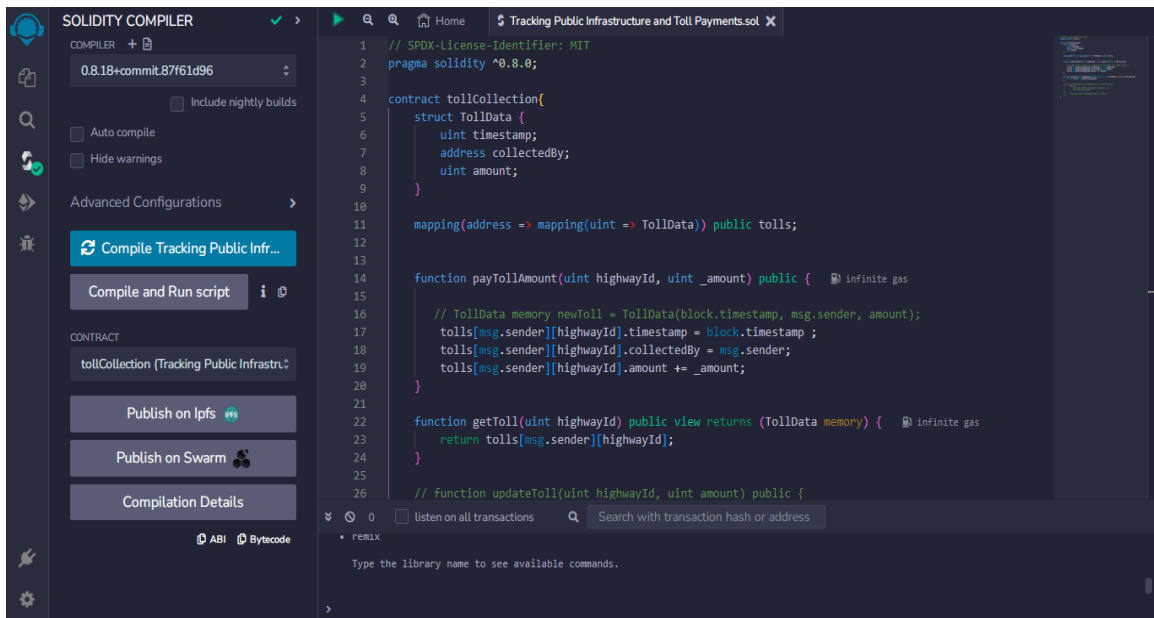 SOLIDITY COMPILER
COMPILER
0.8.18+commit.87f61d96
Include nightly builds
Auto compile
Hide warnings
Advanced Configurations
Compile Tracking Public Infr...
Compile and Run script
i
CONTRACT
tollCollection (Tracking Public Infrastru
Publish on Ipfs
IPFS
Publish on Swarm
Compilation Details
ABI Bytecode
Home Tracking Public Infrastructure and Toll Payments.sol
1 // SPDX-License-Identifier: MIT
2 pragma solidity ^0.8.0;
3
4 contract tollCollection{
5 struct TollData {
6 uint timestamp;
7 address collectedBy;
8 uint amount;
9 }
10
11 mapping(address => mapping(uint => TollData)) public tolls;
12
13
14 function payTollAmount(uint highwayId, uint _amount) public { infinite gas
15
16 // TollData memory newToll = TollData(block.timestamp, msg.sender, amount);
17 tolls[msg.sender][highwayId].timestamp = block.timestamp ;
18 tolls[msg.sender][highwayId].collectedBy = msg.sender;
19 tolls[msg.sender][highwayId].amount += _amount;
20 }
21
22 function getToll(uint highwayId) public view returns (TollData memory) { infinite gas
23 return tolls[msg.sender][highwayId];
24 }
25
26 // function updateToll(uint highwayId, uint amount) public {
0 listen on all transactions Search with transaction hash or address
• remix
Type the library name to see available commands.
>